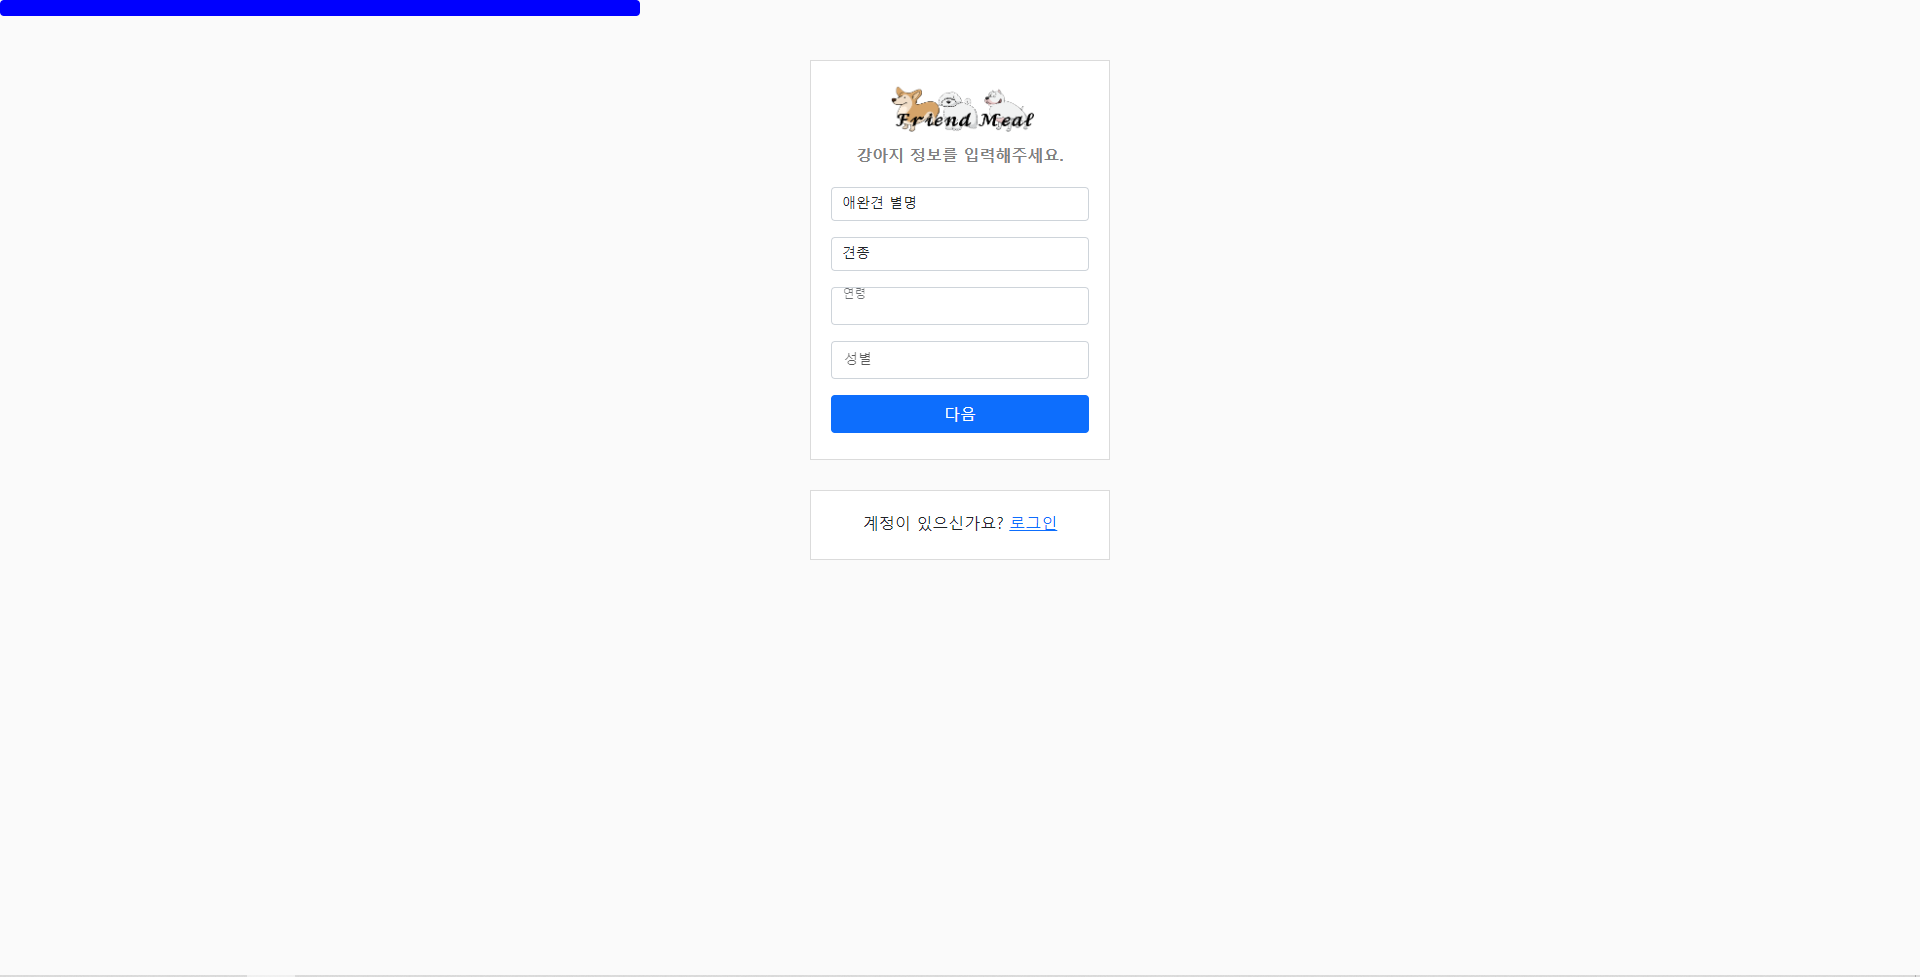 Friend Meal
강아지 정보를 입력해주세요.
애완견 별명
견종
연령
성별
다음
계정이 있으신가요? 로그인